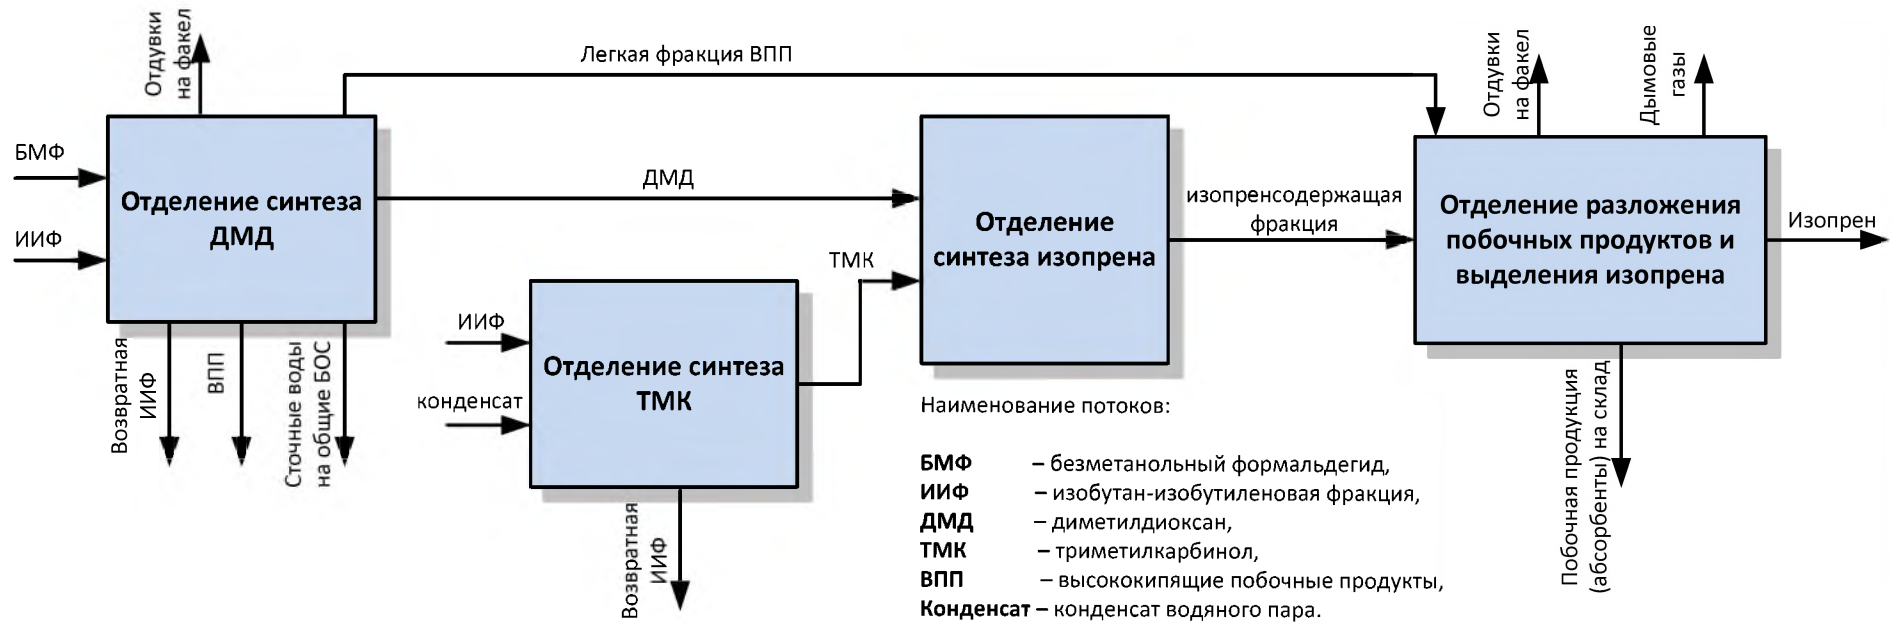 Отдувки
на факел
Легкая фракция ВПП
Отдувки
на факел
Дымовые
газы
БМФ
ИИФ
Отделение синтеза
ДМД
ДМД
ТМК
Отделение
синтеза изопрена
изопренсодержащая
фракция
Отделение разложения
побочных продуктов и
выделения изопрена
Изопрен
Возвратная
ИИФ
ВПП
Сточные воды
на общие БОС
ИИФ
конденсат
Отделение синтеза
ТМК
Возвратная
ИИФ
Побочная продукция
(абсорбенты) на склад
Наименование потоков:
БМФ – безметанольный формальдегид,
ИИФ – изобутан-изобутиленовая фракция,
ДМД – диметилдиоксан,
ТМК – триметилкарбинол,
ВПП – высококипящие побочные продукты,
Конденсат – конденсат водяного пара.